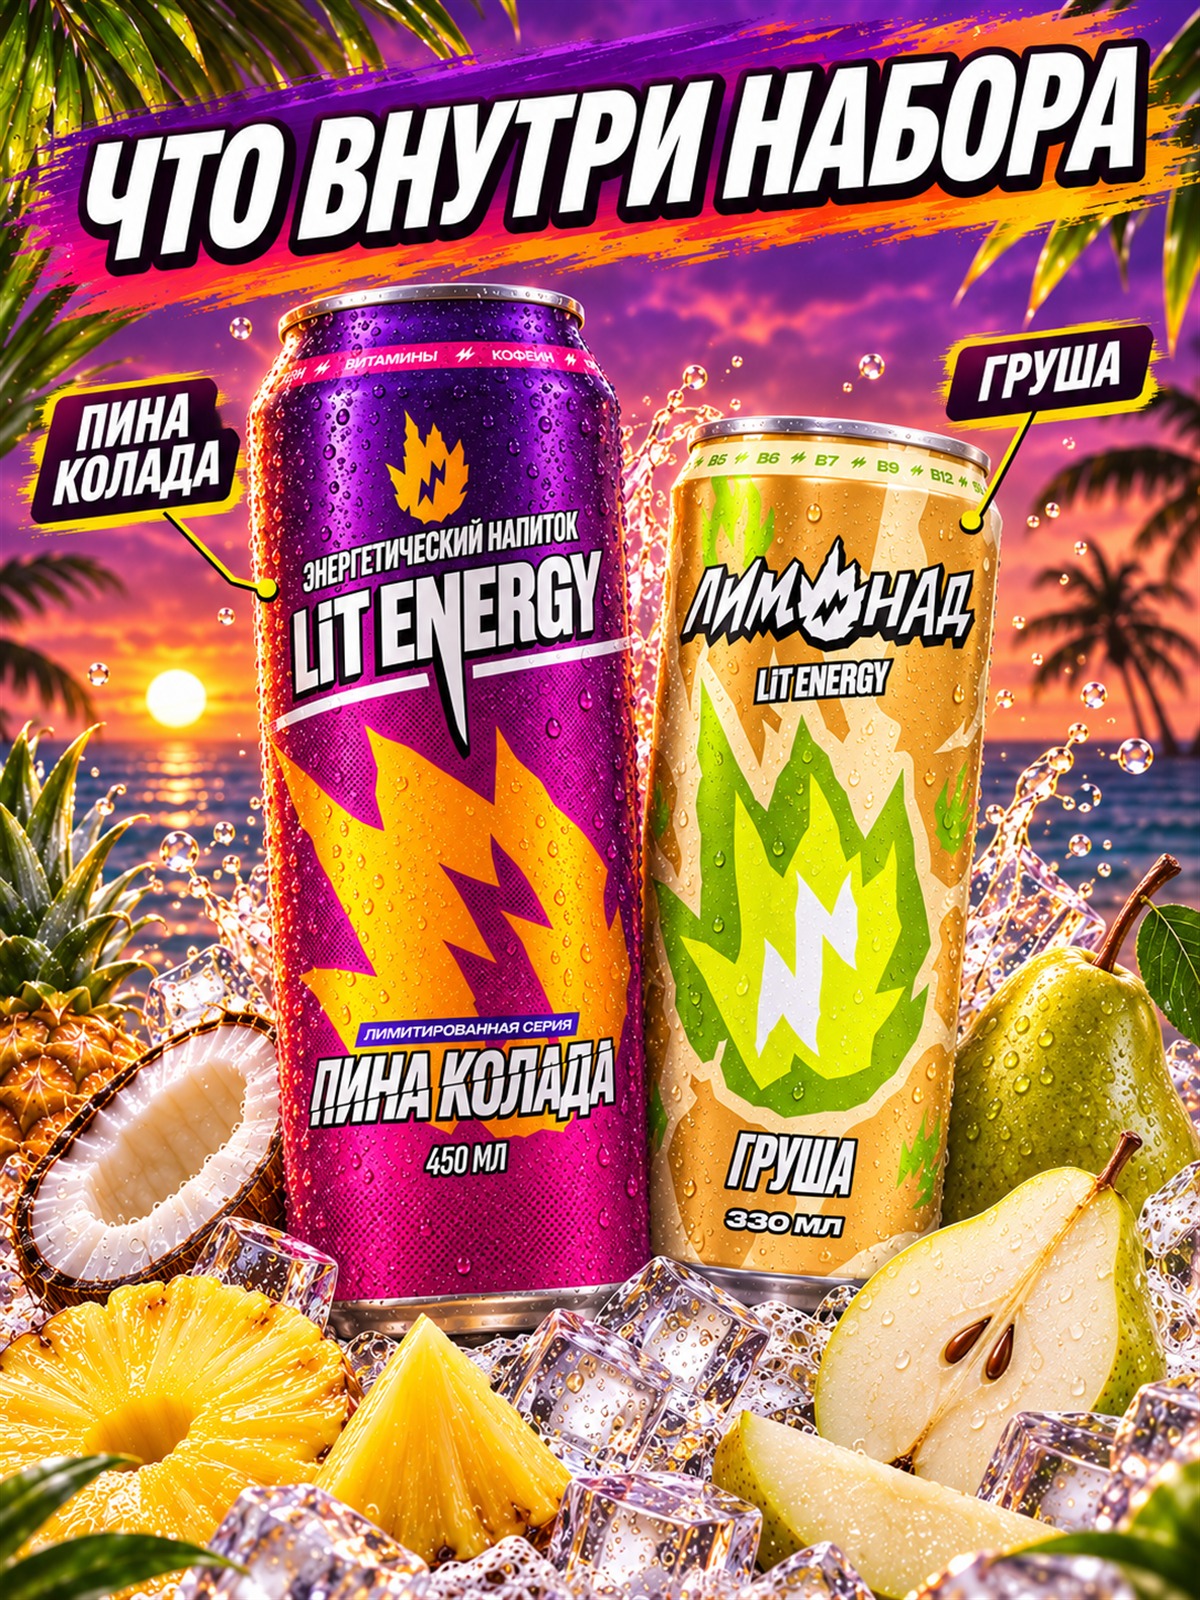 ЧТО ВНУТРИ НАБОРА
ПИНА
КОЛАДА
ГРУША
ВИТАМИНЫ КОФЕИН
ЭНЕРГЕТИЧЕСКИЙ НАПИТОК
LiT ENERGY
ЛИМИТИРОВАННАЯ СЕРИЯ
ПИНА КОЛАДА
450 МЛ
B5 B6 B7 B9 B12
ЛИМОНАД
LiT ENERGY
ГРУША
330 МЛ